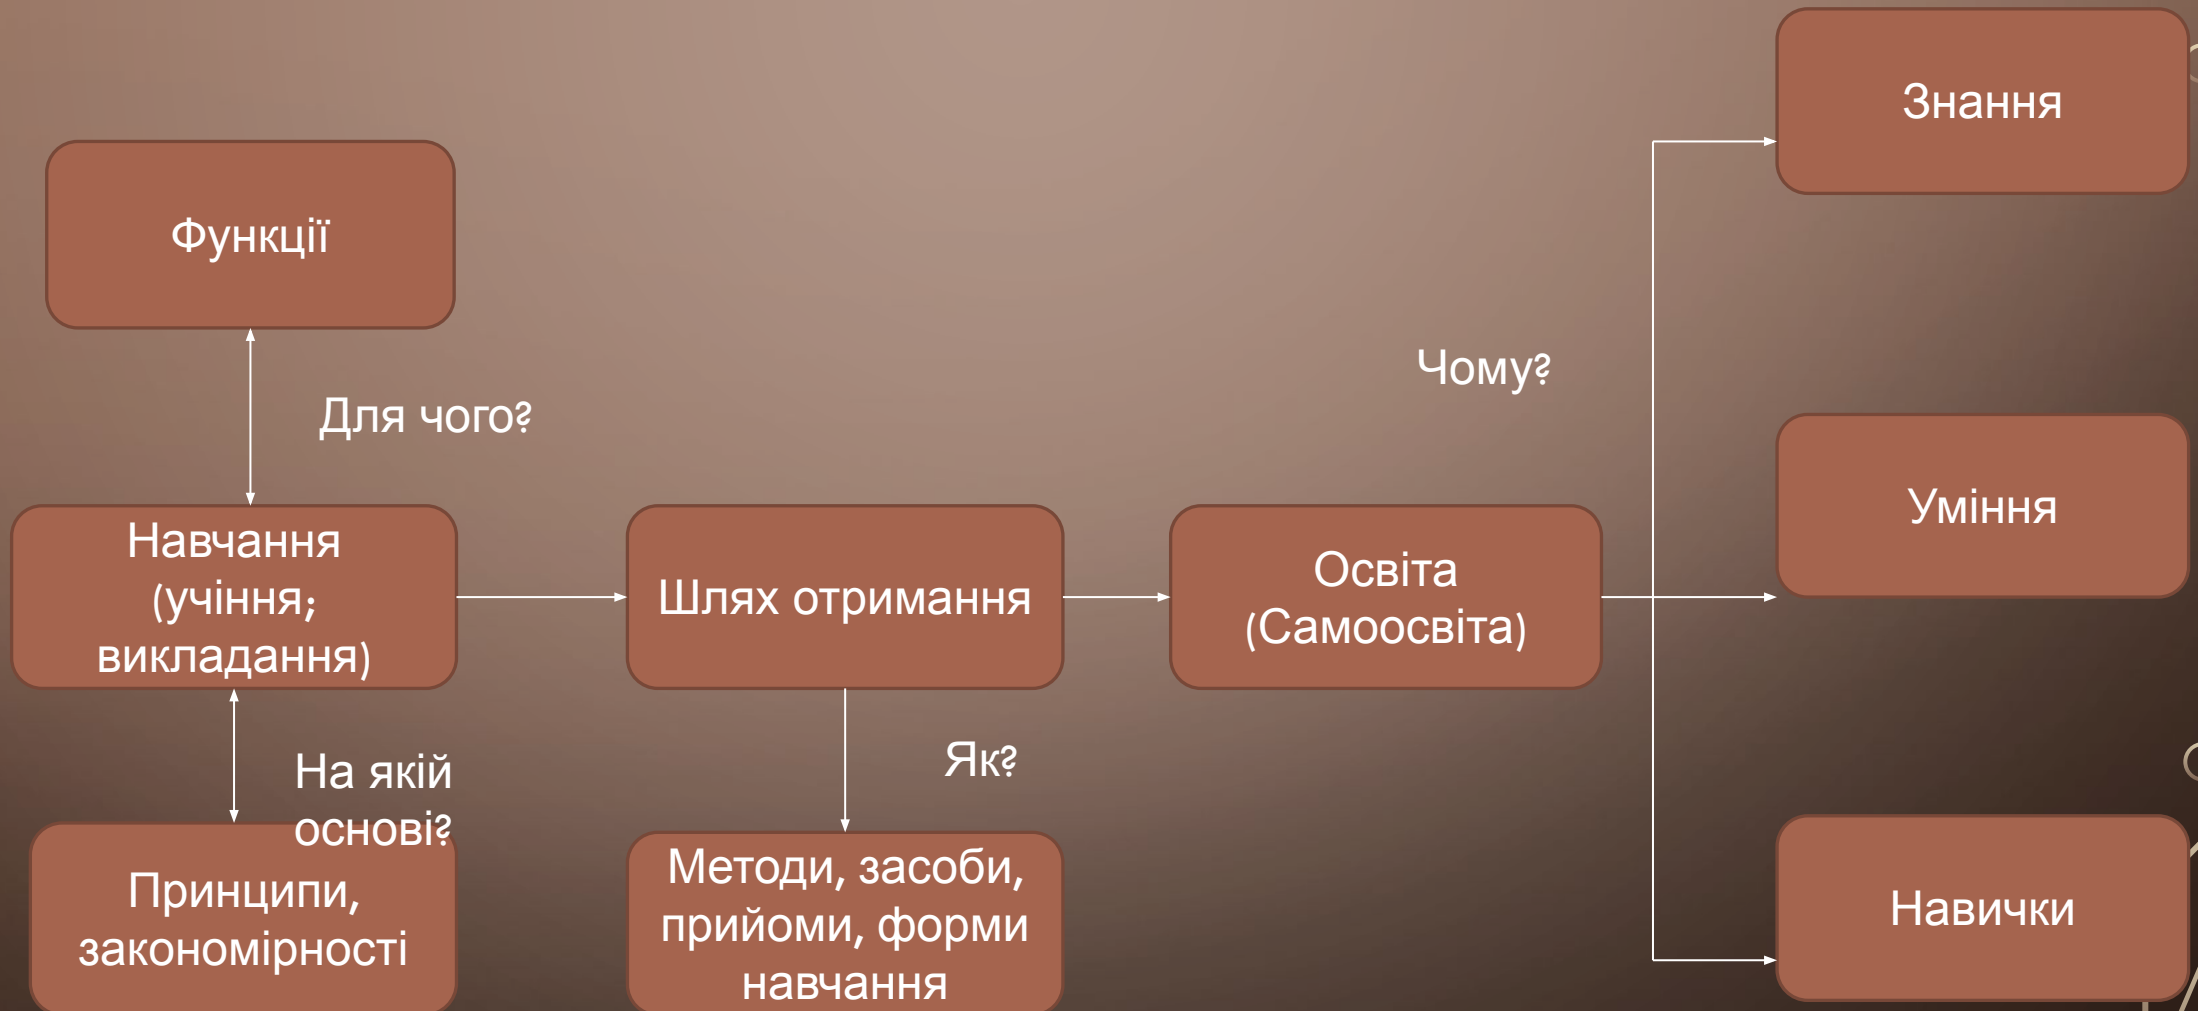 Знання
Функції
Чому?
Для чого?
Уміння
Навчання
(учіння;
викладання)
Шлях отримання
Освіта
(Самоосвіта)
На якій
основі?
Як?
Принципи,
закономірності
Методи, засоби,
прийоми, форми
навчання
Навички